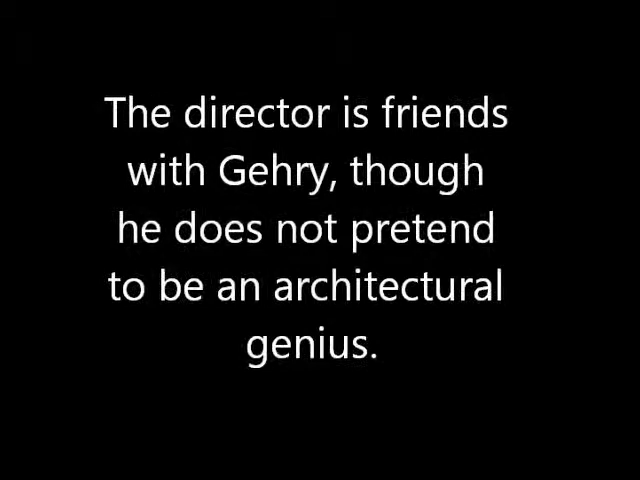 The director is friends
with Gehry, though
he does not pretend
to be an architectural
genius.